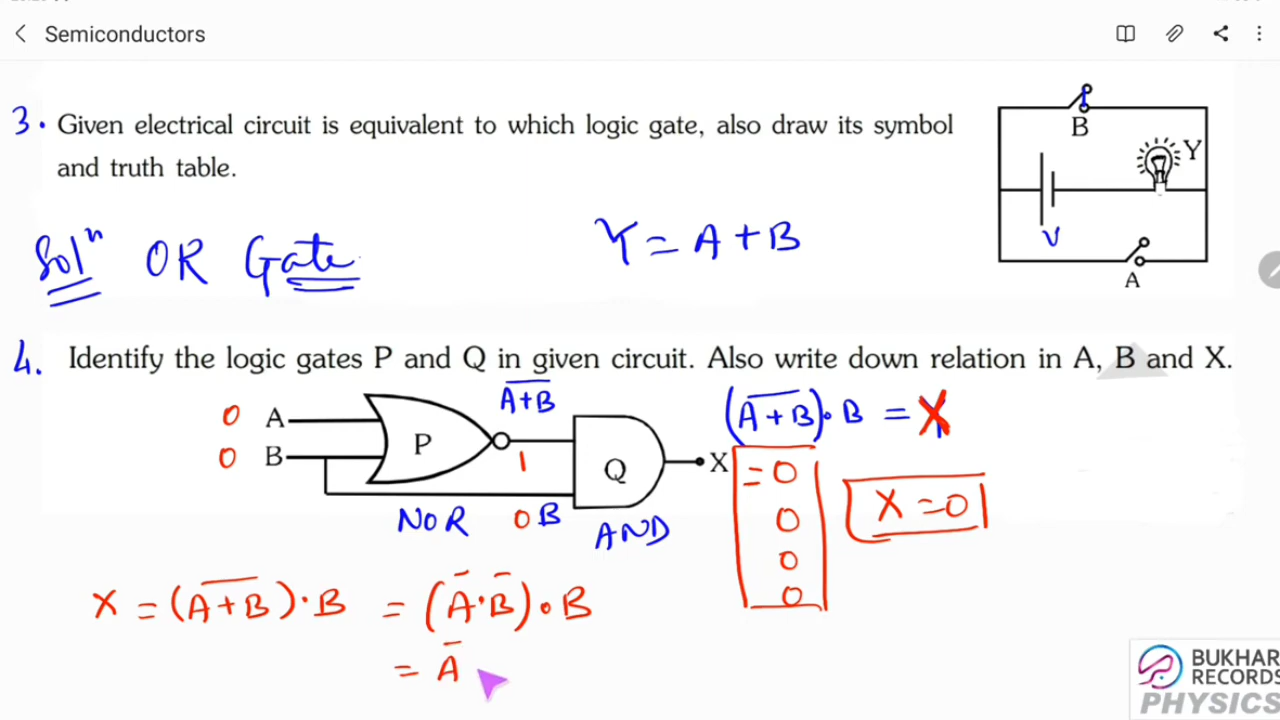 Semiconductors
3. Given electrical circuit is equivalent to which logic gate, also draw its symbol
and truth table.
B
Y
V
A
Solⁿ OR Gate
Y = A + B
4. Identify the logic gates P and Q in given circuit. Also write down relation in A, B and X.
0 A
0 B
P
NOR
A̅+̅B̅
1
0 B
Q
AND
X
(A̅+̅B̅)·B = X
= 0
0
0
0
X = 0
X = (A̅+̅B̅)·B = (A̅·B̅)·B
= A̅
BUKHAR
RECORDS
PHYSICS